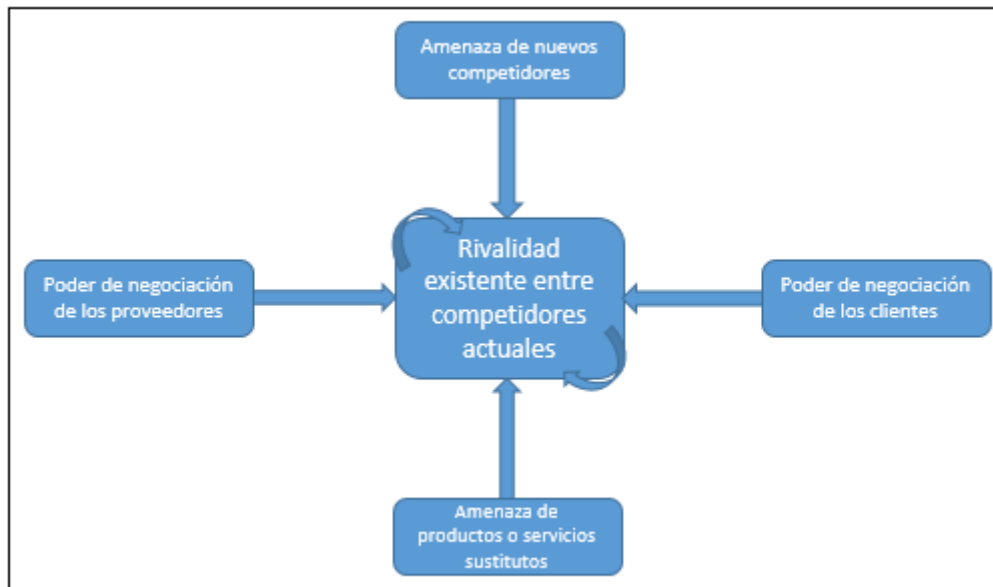 Amenaza de nuevos
competidores
Poder de negociación
de los proveedores
Rivalidad
existente entre
competidores
actuales
Poder de negociación
de los clientes
Amenaza de
productos o servicios
sustitutos